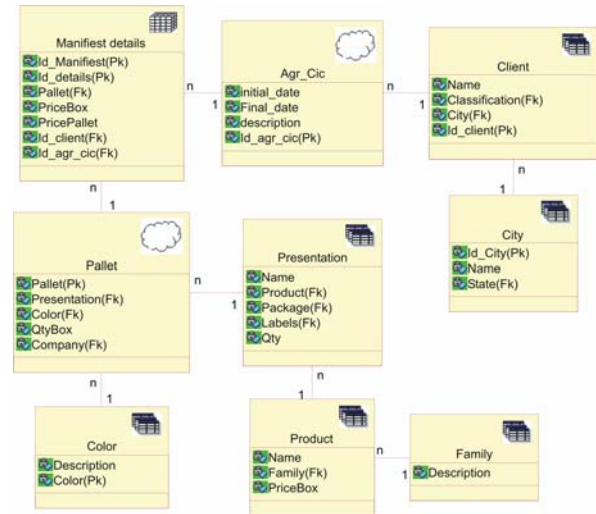 Manifiest details
Id_Manifiest(Pk)
Id_details(Pk)
Pallet(Fk)
PriceBox
PricePallet
Id_client(Fk)
Id_agr_cic(Fk)
n
1
Agr_Cic
initial_date
Final_date
description
Id_agr_cic(Pk)
n
1
Client
Name
Classification(Fk)
City(Fk)
Id_client(Pk)
n
1
n
1
City
Id_City(Pk)
Name
State(Fk)
Pallet
Pallet(Pk)
Presentation(Fk)
Color(Fk)
QtyBox
Company(Fk)
n
1
Presentation
Name
Product(Fk)
Package(Fk)
Labels(Fk)
Qty
n
1
n
1
Color
Description
Color(Pk)
Product
Name
Family(Fk)
PriceBox
n
1
Family
Description